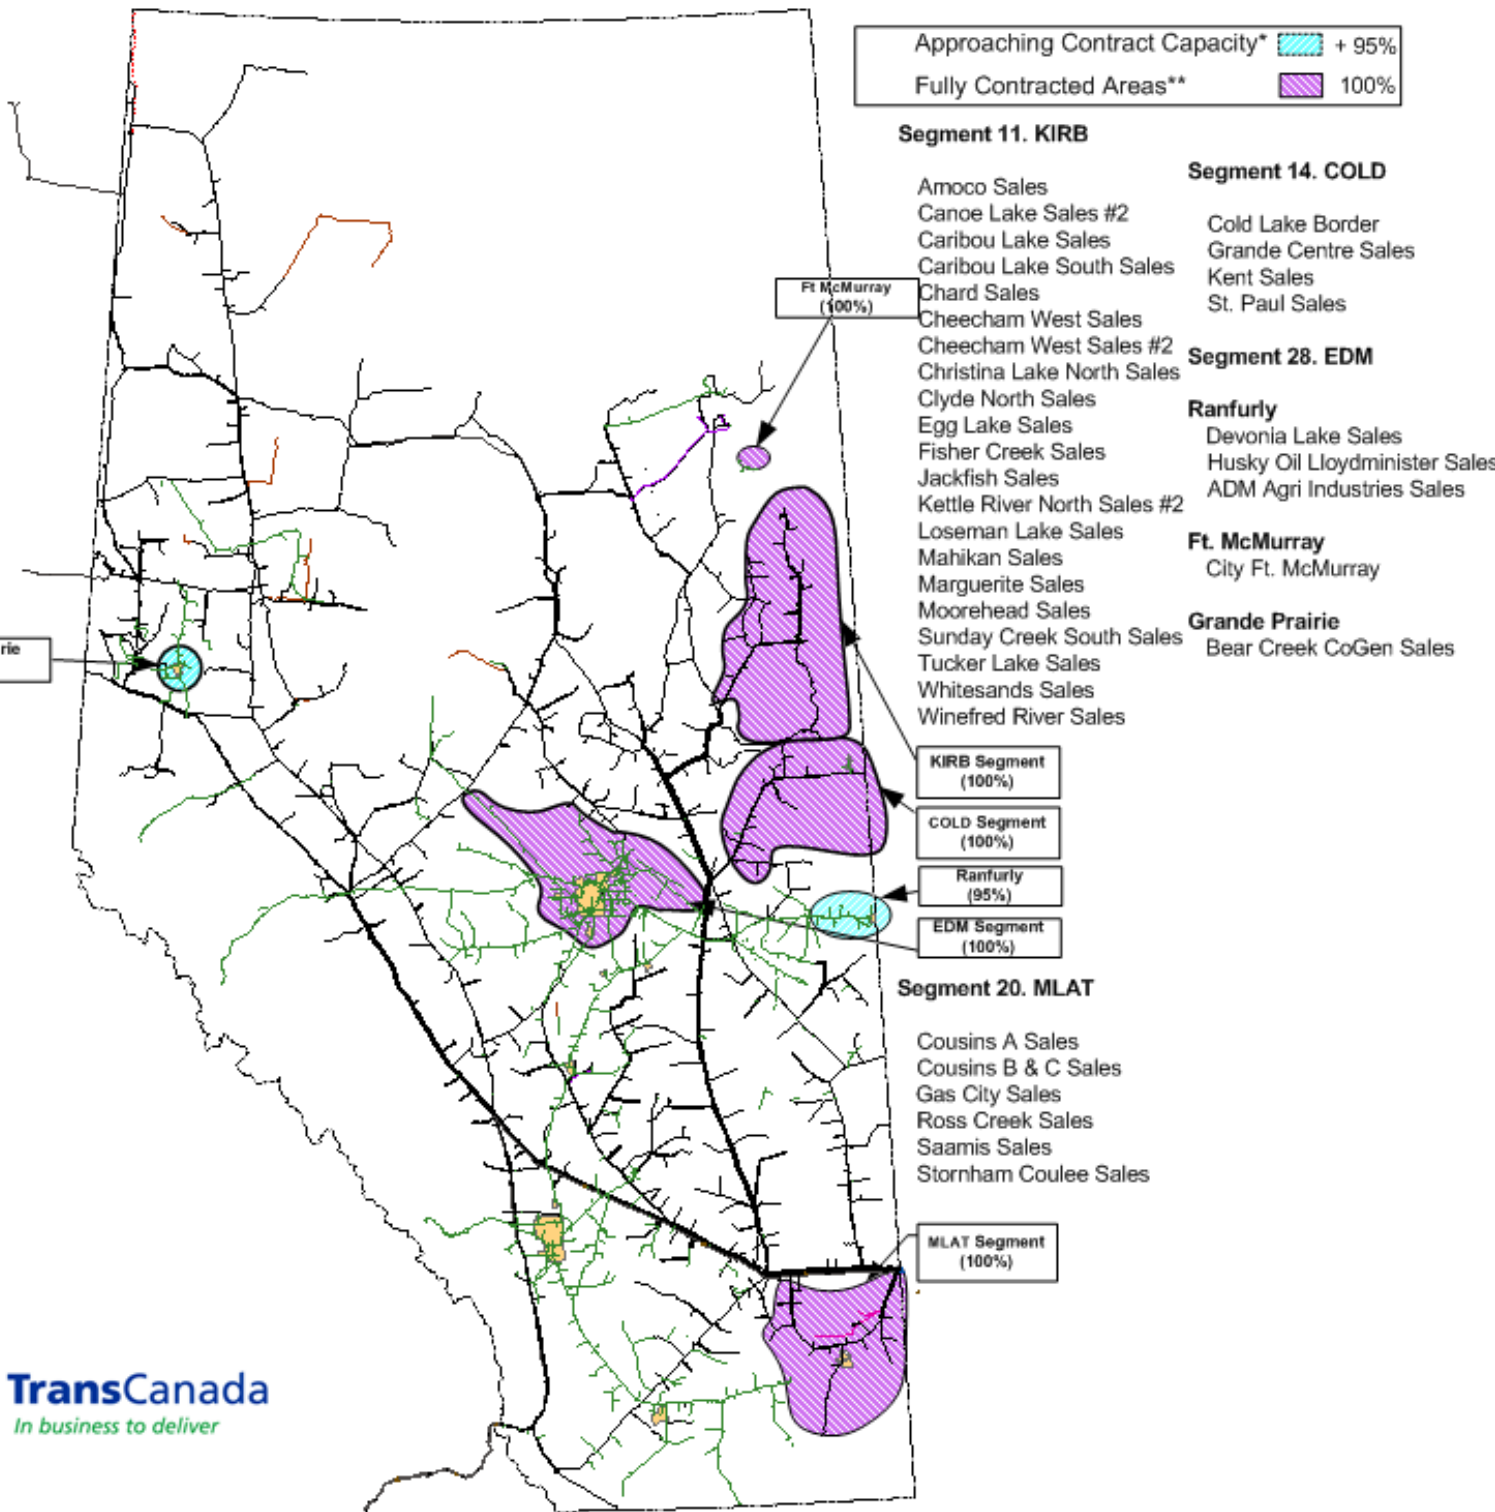 Approaching Contract Capacity* + 95%
Fully Contracted Areas** 100%
Segment 11. KIRB
Amoco Sales
Canoe Lake Sales #2
Caribou Lake Sales
Caribou Lake South Sales
Chard Sales
Cheecham West Sales
Cheecham West Sales #2
Christina Lake North Sales
Clyde North Sales
Egg Lake Sales
Fisher Creek Sales
Jackfish Sales
Kettle River North Sales #2
Loseman Lake Sales
Mahikan Sales
Marguerite Sales
Moorehead Sales
Sunday Creek South Sales
Tucker Lake Sales
Whitesands Sales
Winefred River Sales
Segment 14. COLD
Cold Lake Border
Grande Centre Sales
Kent Sales
St. Paul Sales
Segment 28. EDM
Ranfurly
Devonia Lake Sales
Husky Oil Lloydminister Sales
ADM Agri Industries Sales
Ft. McMurray
City Ft. McMurray
Grande Prairie
Bear Creek CoGen Sales
Ft McMurray
(100%)
rie
KIRB Segment
(100%)
COLD Segment
(100%)
Ranfurly
(95%)
EDM Segment
(100%)
Segment 20. MLAT
Cousins A Sales
Cousins B & C Sales
Gas City Sales
Ross Creek Sales
Saamis Sales
Stornham Coulee Sales
MLAT Segment
(100%)
TransCanada
In business to deliver